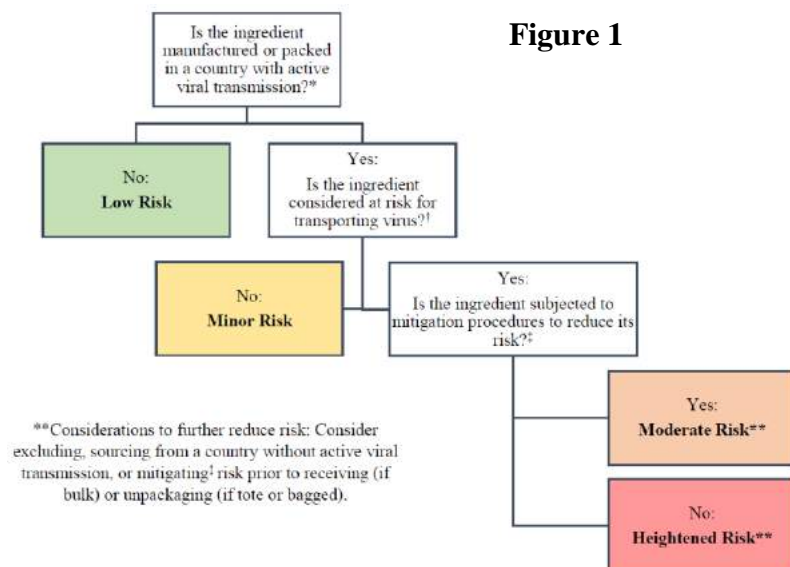 Figure 1
Is the ingredient
manufactured or packed
in a country with active
viral transmission?*
No:
Low Risk
Yes:
Is the ingredient
considered at risk for
transporting virus?†
No:
Minor Risk
Yes:
Is the ingredient subjected to
mitigation procedures to reduce its
risk?‡
Yes:
Moderate Risk**
No:
Heightened Risk**
**Considerations to further reduce risk: Consider
excluding, sourcing from a country without active viral
transmission, or mitigating‡ risk prior to receiving (if
bulk) or unpackaging (if tote or bagged).